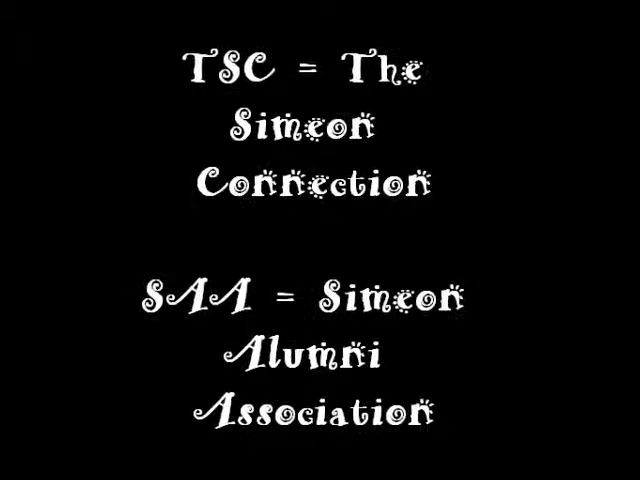 TSC = The
Simeon
Connection
SAA = Simeon
Alumni
Association